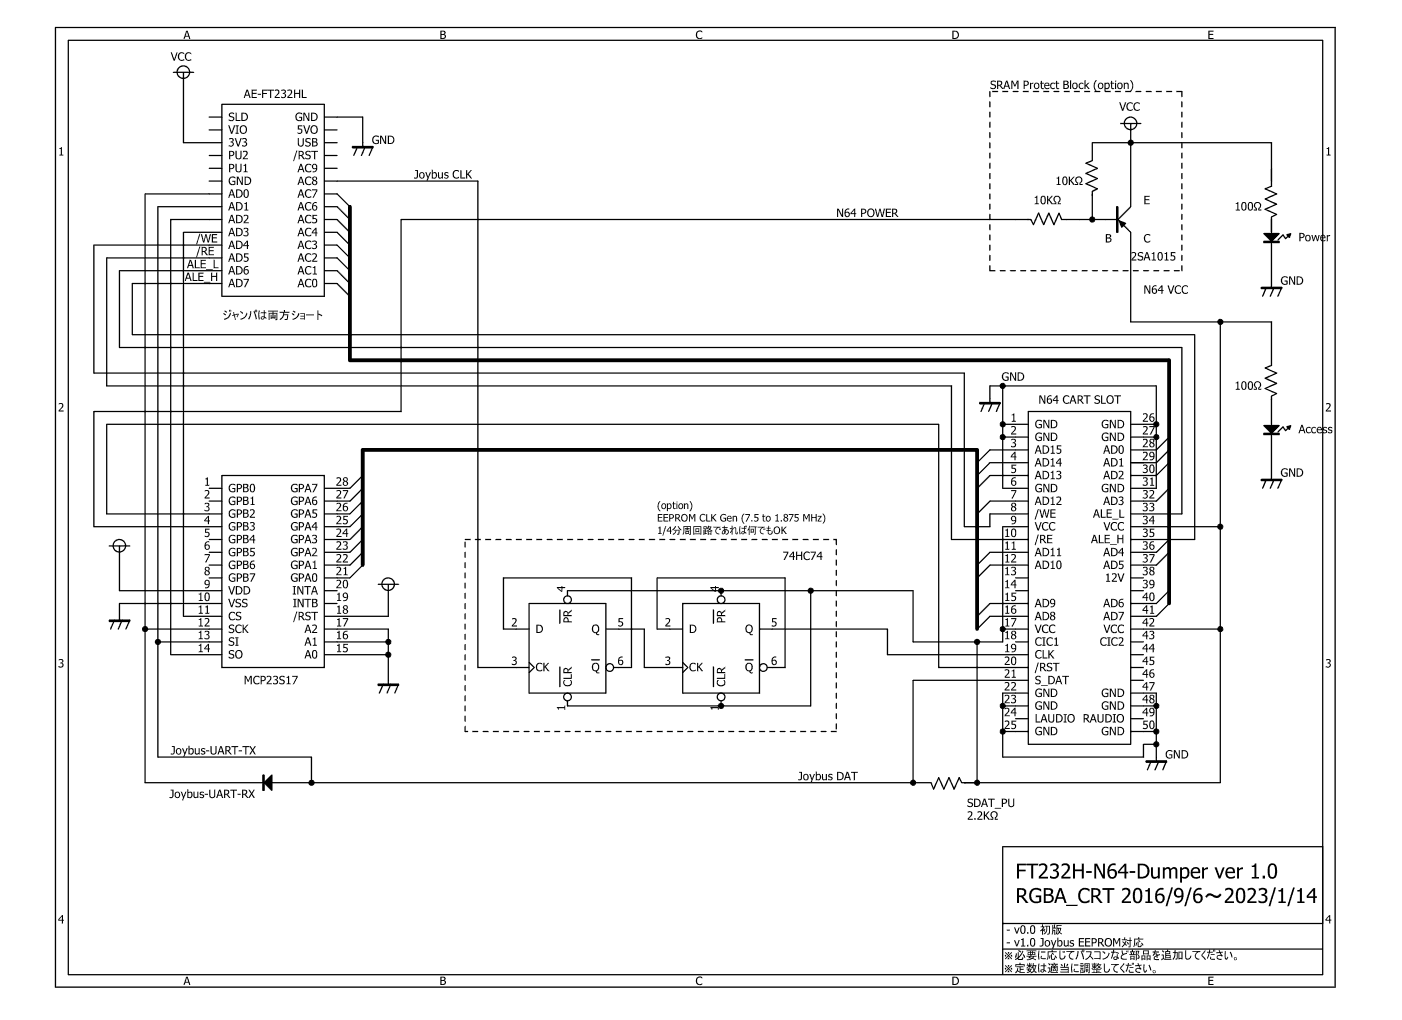 A B C D E
1
2
3
4
VCC
AE-FT232HL
SLD GND
VIO 5VO
3V3 USB
PU2 /RST
PU1 AC9
GND AC8
AD0 AC7
AD1 AC6
AD2 AC5
AD3 AC4
/WE AD4 AC3
/RE AD5 AC2
ALE_L AD6 AC1
ALE_H AD7 AC0
GND
ジャンパは両方ショート
Joybus CLK
N64 POWER
SRAM Protect Block (option)
VCC
10KΩ
10KΩ
E
B C
2SA1015
N64 VCC
100Ω
Power
GND
100Ω
Access
GND
GND
N64 CART SLOT
1 GND GND 26
2 GND GND 27
3 AD15 AD0 28
4 AD14 AD1 29
5 AD13 AD2 30
6 GND GND 31
7 AD12 AD3 32
8 /WE ALE_L 33
9 VCC VCC 34
10 /RE ALE_H 35
11 AD11 AD4 36
12 AD10 AD5 37
13 12V 38
14 39
15 AD9 AD6 40
16 AD8 AD7 41
17 VCC VCC 42
18 CIC1 CIC2 43
19 CLK 44
20 /RST 45
21 S_DAT 46
22 GND GND 47
23 GND GND 48
24 LAUDIO RAUDIO 49
25 GND GND 50
GND
1 GPB0 GPA7 28
2 GPB1 GPA6 27
3 GPB2 GPA5 26
4 GPB3 GPA4 25
5 GPB4 GPA3 24
6 GPB5 GPA2 23
7 GPB6 GPA1 22
8 GPB7 GPA0 21
9 VDD INTA 20
10 VSS INTB 19
11 CS /RST 18
12 SCK A2 17
13 SI A1 16
14 SO A0 15
MCP23S17
(option)
EEPROM CLK Gen (7.5 to 1.875 MHz)
1/4分周回路であれば何でもOK
74HC74
4
PR
2 D Q 5
3 CK Q 6
CLR
1
4
PR
2 D Q 5
3 CK Q 6
CLR
1
Joybus-UART-TX
Joybus-UART-RX
Joybus DAT
SDAT_PU
2.2KΩ
FT232H-N64-Dumper ver 1.0
RGBA_CRT 2016/9/6～2023/1/14
- v0.0 初版
- v1.0 Joybus EEPROM対応
※必要に応じてパスコンなど部品を追加してください。
※定数は適当に調整してください。
1
2
3
4
A B C D E